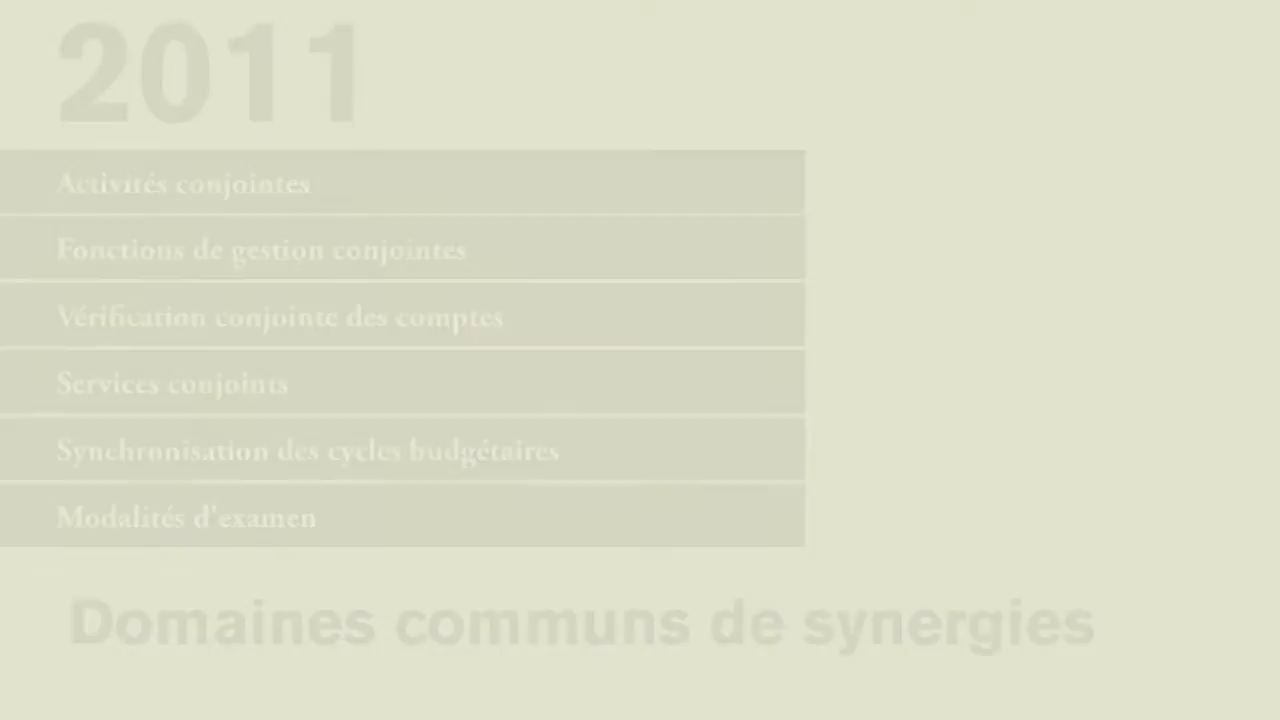 2011
Activités conjointes
Fonctions de gestion conjointes
Vérification conjointe des comptes
Services conjoints
Synchronisation des cycles budgétaires
Modalités d'examen
Domaines communs de synergies